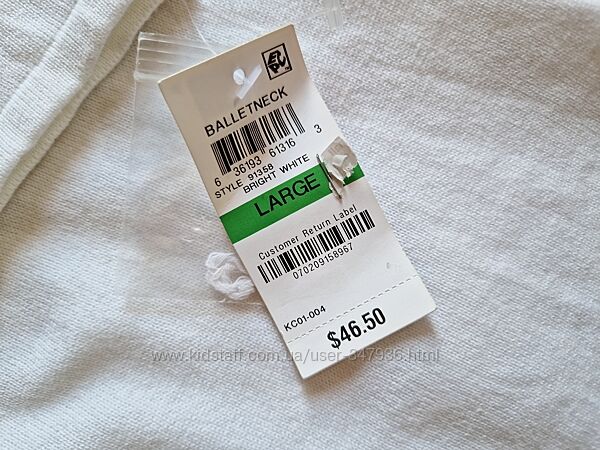 BALLETNECK
6 36193 61316 3
STYLE 91358
BRIGHT WHITE
LARGE
Customer Return Label
070209158967
KC01-004
$46.50
www.kidstaff.com.ua/user-847936.html